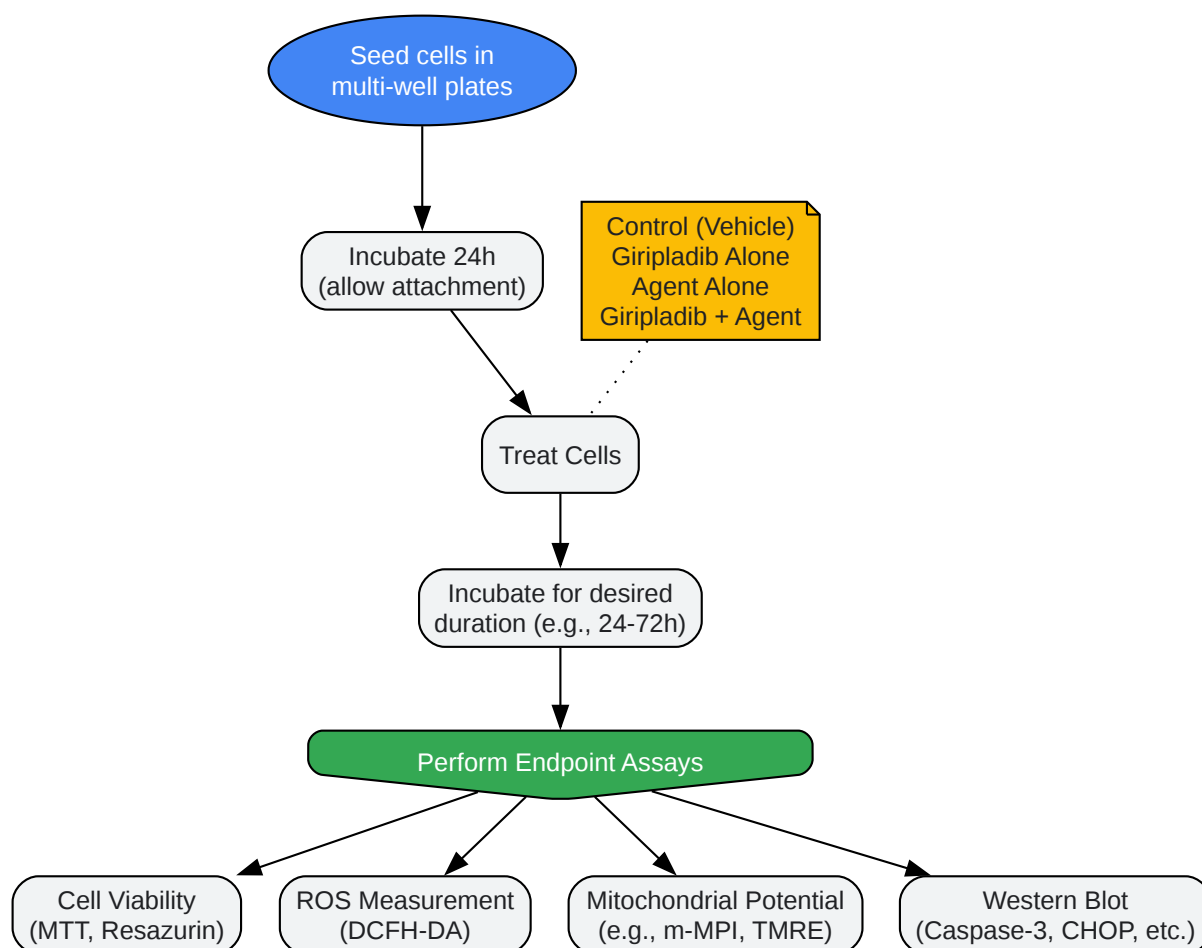 Seed cells in
multi-well plates
Incubate 24h
(allow attachment)
Control (Vehicle)
Giripladib Alone
Agent Alone
Giripladib + Agent
Treat Cells
Incubate for desired
duration (e.g., 24-72h)
Perform Endpoint Assays
Cell Viability
(MTT, Resazurin)
ROS Measurement
(DCFH-DA)
Mitochondrial Potential
(e.g., m-MPI, TMRE)
Western Blot
(Caspase-3, CHOP, etc.)